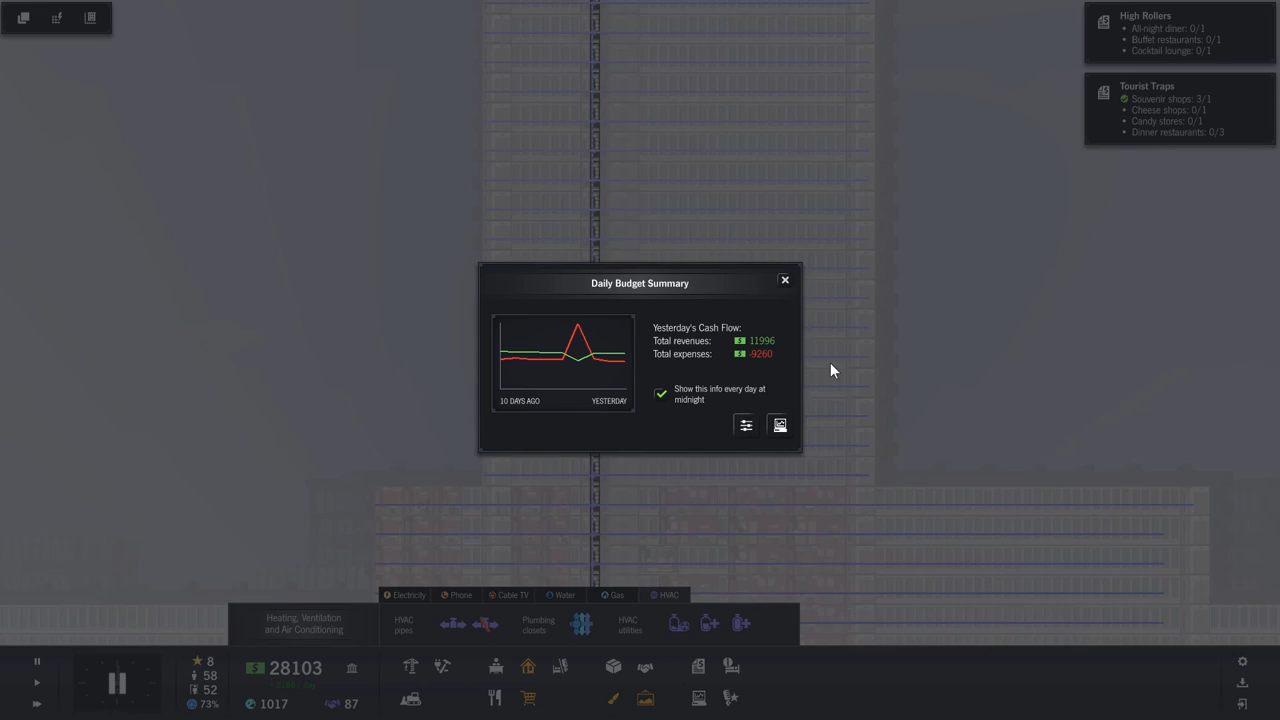 High Rollers
All-night diner: 0/1
Buffet restaurants: 0/1
Cocktail lounge: 0/1
Tourist Traps
Souvenir shops: 3/1
Cheese shops: 0/1
Candy stores: 0/1
Dinner restaurants: 0/3
Daily Budget Summary
Yesterday's Cash Flow:
Total revenues: $ 11996
Total expenses: $ -9260
Show this info every day at
midnight
10 DAYS AGO
YESTERDAY
Electricity
Phone
Cable TV
Water
Gas
HVAC
Heating, Ventilation
and Air Conditioning
HVAC
pipes
Plumbing
closets
HVAC
utilities
8
58
52
73%
$ 28103
1017
87